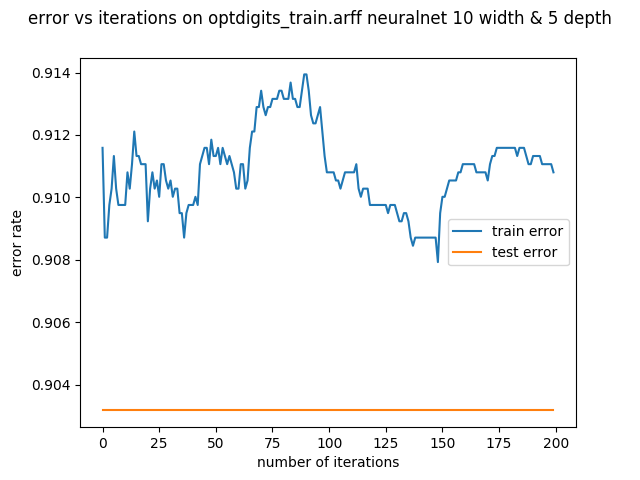 error vs iterations on optdigits_train.arff neuralnet 10 width & 5 depth
0.914
0.912
0.910
0.908
0.906
0.904
error rate
train error
test error
0 25 50 75 100 125 150 175 200
number of iterations